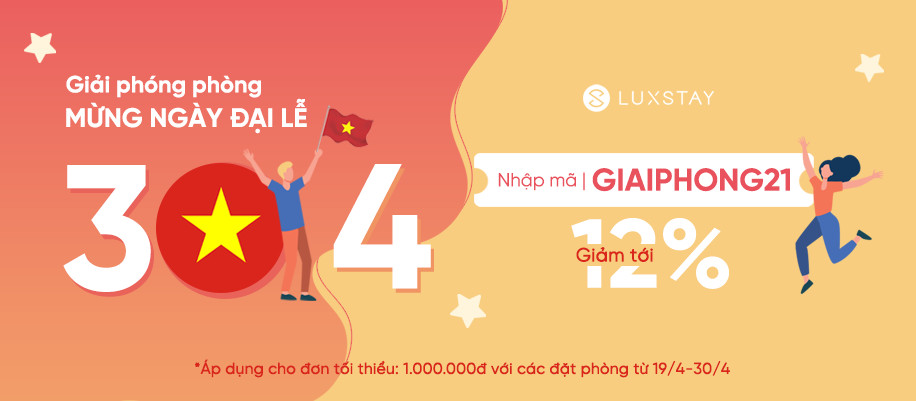 Giải phóng phòng
MỪNG NGÀY ĐẠI LỄ
30 4
LUXSTAY
Nhập mã | GIAIPHONG21
Giảm tới 12%
*Áp dụng cho đơn tối thiểu: 1.000.000đ với các đặt phòng từ 19/4-30/4